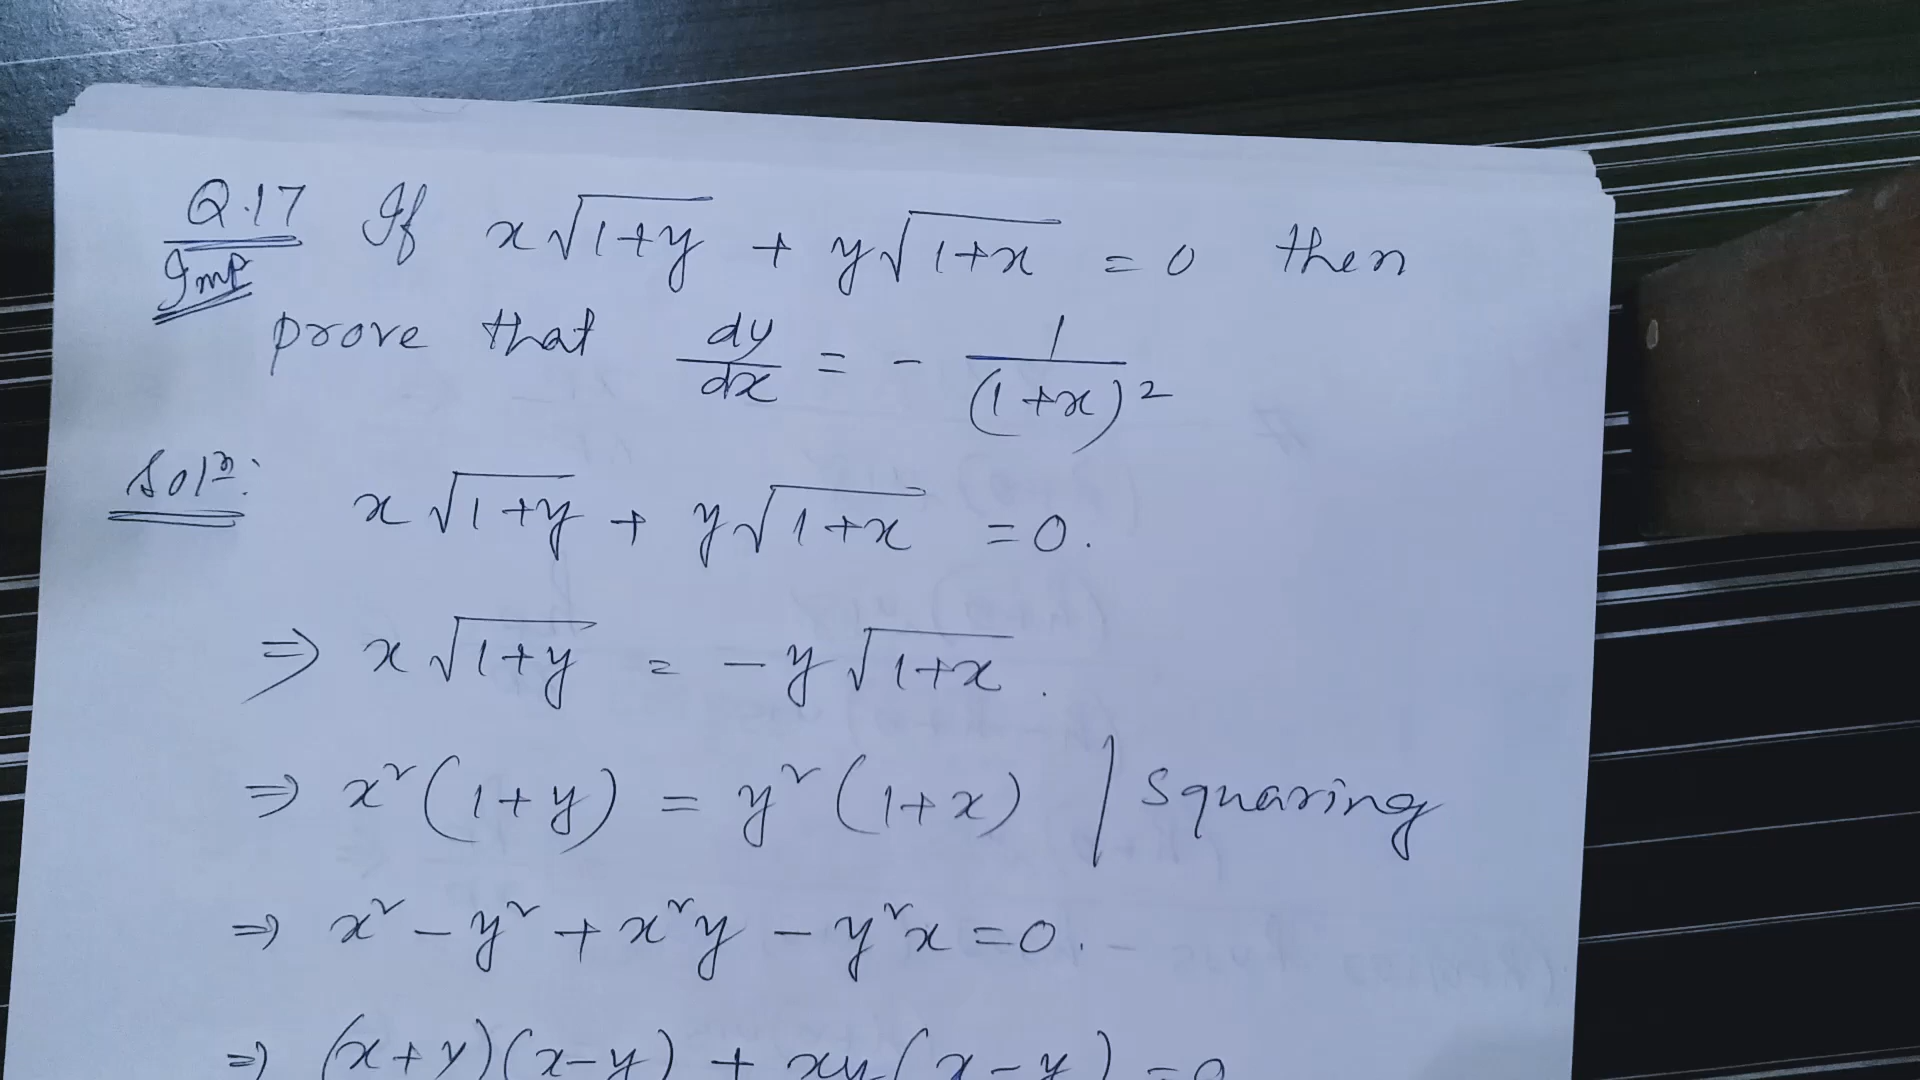 Q.17 If x√(1+y) + y√(1+x) = 0 then
Imp
prove that dy/dx = - 1/(1+x)²
Solⁿ: x√(1+y) + y√(1+x) = 0.
⇒ x√(1+y) = -y√(1+x).
⇒ x²(1+y) = y²(1+x) | Squaring
⇒ x² - y² + x²y - y²x = 0.
⇒ (x+y)(x-y) + xy(x-y) = 0